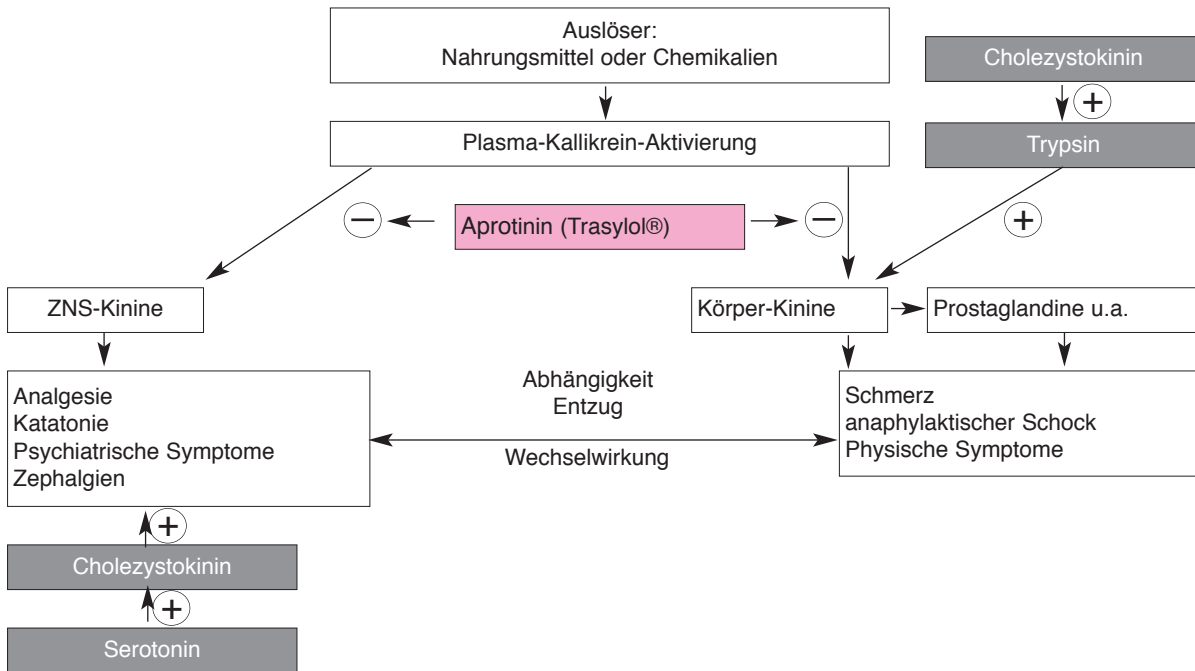 Auslöser:
Nahrungsmittel oder Chemikalien
Cholezystokinin
+
Plasma-Kallikrein-Aktivierung
Trypsin
−
Aprotinin (Trasylol®)
−
+
ZNS-Kinine
Körper-Kinine
Prostaglandine u.a.
Analgesie
Katatonie
Psychiatrische Symptome
Zephalgien
Abhängigkeit
Entzug
Wechselwirkung
Schmerz
anaphylaktischer Schock
Physische Symptome
+
Cholezystokinin
+
Serotonin